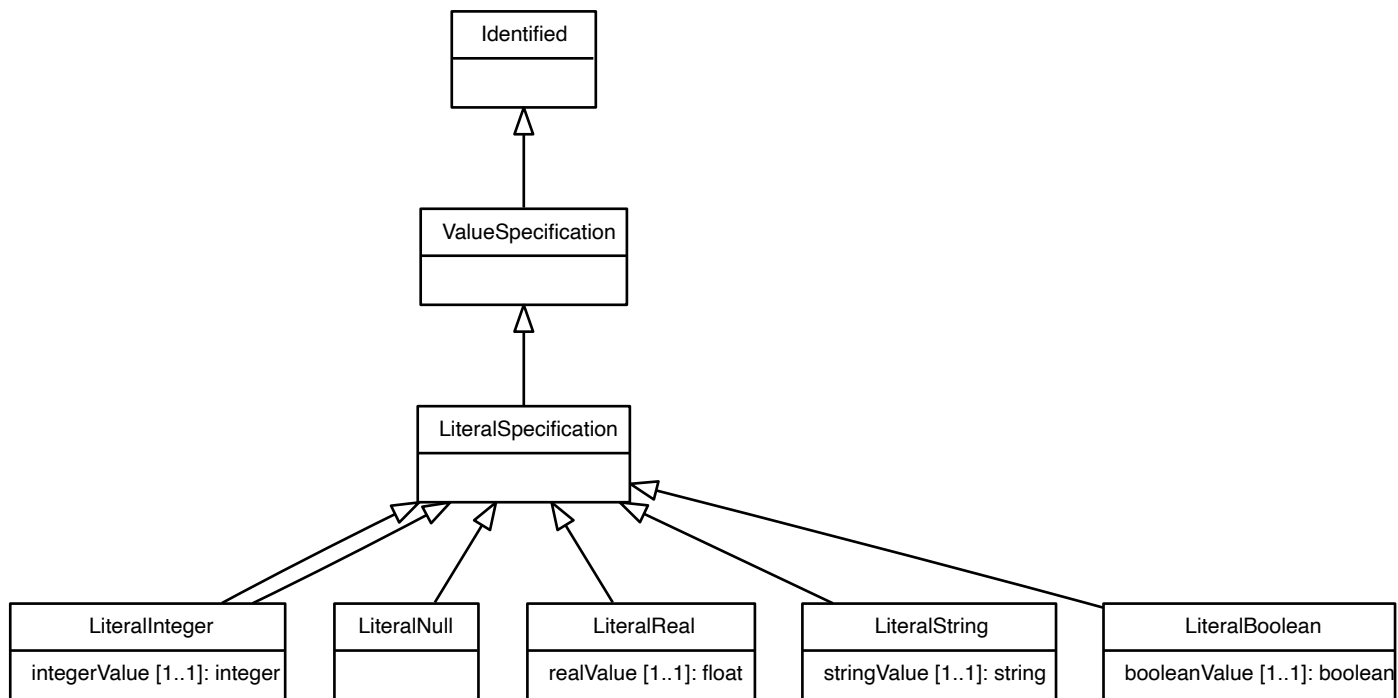 Identified
ValueSpecification
LiteralSpecification
LiteralInteger
integerValue [1..1]: integer
LiteralNull
LiteralReal
realValue [1..1]: float
LiteralString
stringValue [1..1]: string
LiteralBoolean
booleanValue [1..1]: boolean